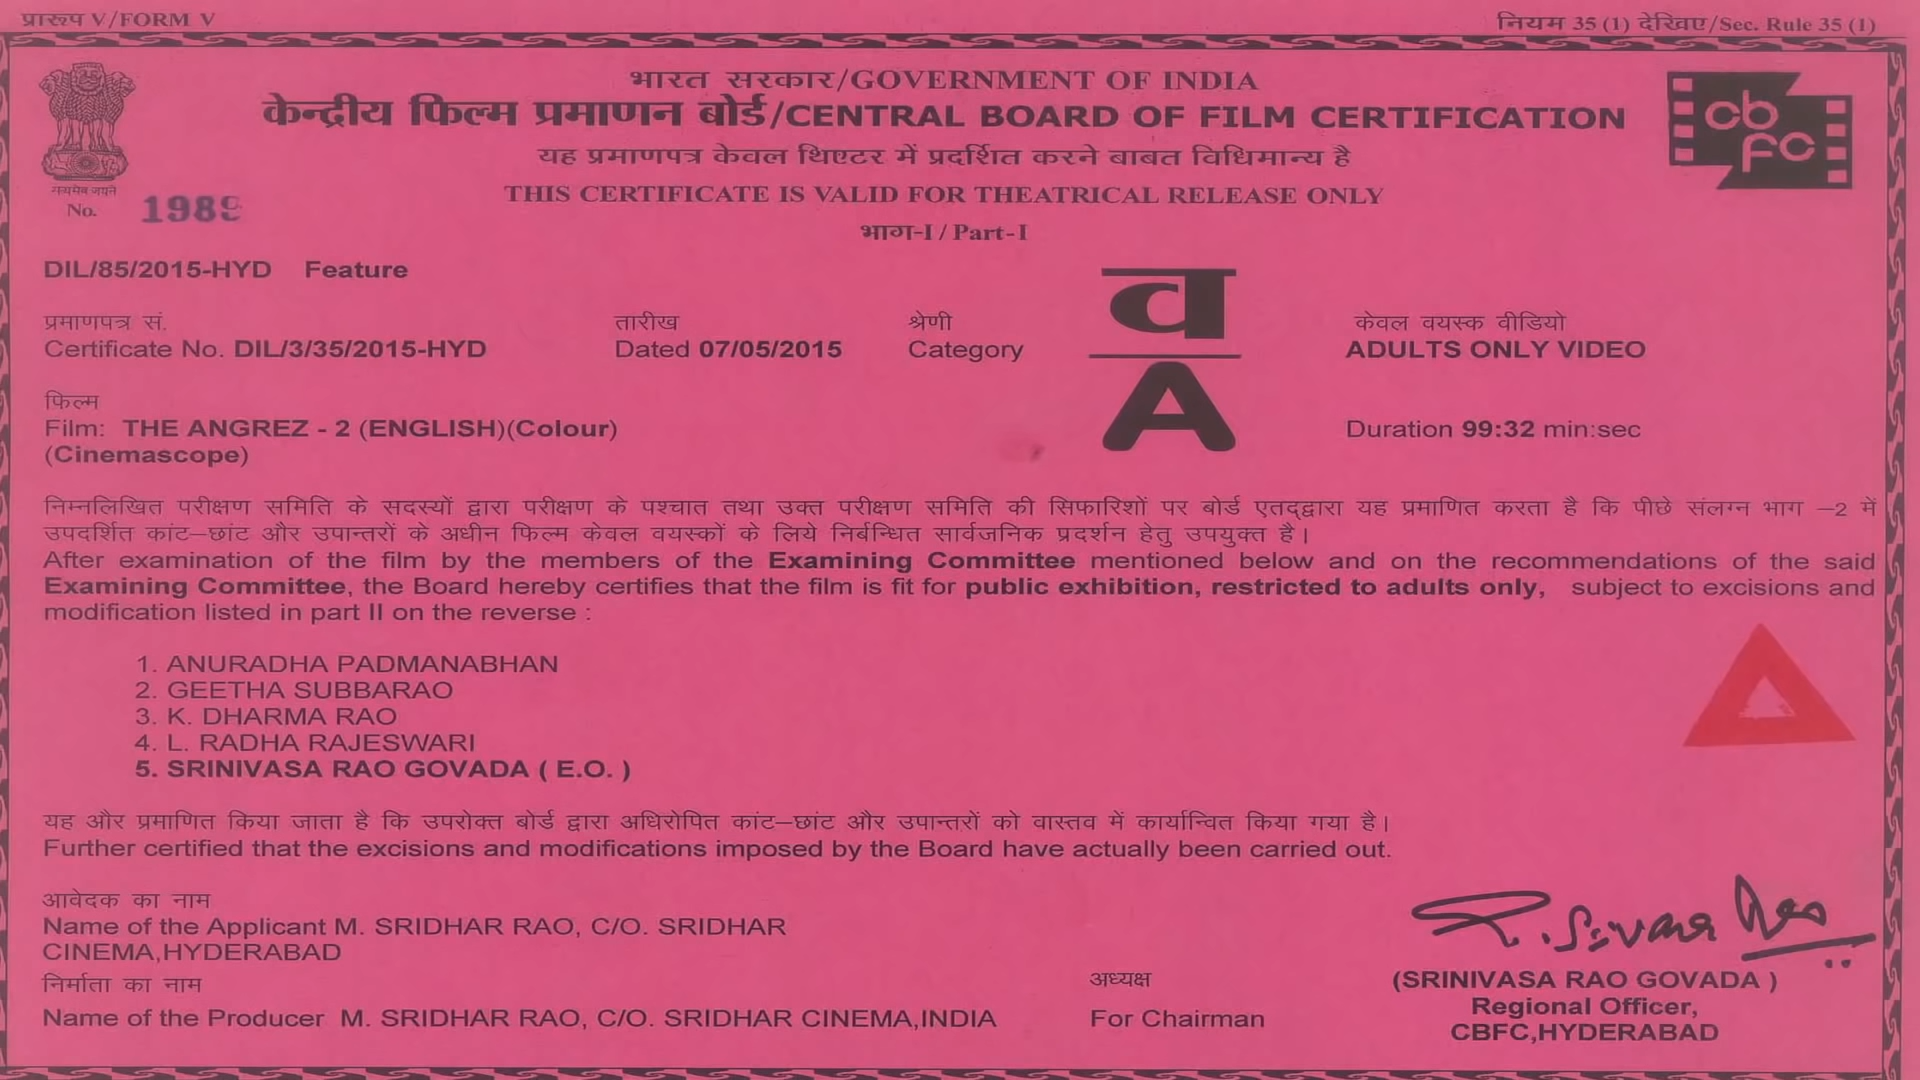 प्रारूप V/FORM V
नियम 35 (1) देखिए/Sec. Rule 35 (1)
भारत सरकार/GOVERNMENT OF INDIA
केन्द्रीय फिल्म प्रमाणन बोर्ड/CENTRAL BOARD OF FILM CERTIFICATION
cb
fc
यह प्रमाणपत्र केवल थिएटर में प्रदर्शित करने बाबत विधिमान्य है
सत्यमेव जयते
THIS CERTIFICATE IS VALID FOR THEATRICAL RELEASE ONLY
No. 1989
भाग-I / Part-I
DIL/85/2015-HYD Feature
व
A
प्रमाणपत्र सं. तारीख श्रेणी केवल वयस्क वीडियो
Certificate No. DIL/3/35/2015-HYD Dated 07/05/2015 Category ADULTS ONLY VIDEO
फिल्म
Film: THE ANGREZ - 2 (ENGLISH)(Colour) Duration 99:32 min:sec
(Cinemascope)
निम्नलिखित परीक्षण समिति के सदस्यों द्वारा परीक्षण के पश्चात तथा उक्त परीक्षण समिति की सिफारिशों पर बोर्ड एतद्द्वारा यह प्रमाणित करता है कि पीछे संलग्न भाग –2 में
उपदर्शित कांट–छांट और उपान्तरों के अधीन फिल्म केवल वयस्कों के लिये निर्बन्धित सार्वजनिक प्रदर्शन हेतु उपयुक्त है।
After examination of the film by the members of the Examining Committee mentioned below and on the recommendations of the said
Examining Committee, the Board hereby certifies that the film is fit for public exhibition, restricted to adults only, subject to excisions and
modification listed in part II on the reverse :
1. ANURADHA PADMANABHAN
2. GEETHA SUBBARAO
3. K. DHARMA RAO
4. L. RADHA RAJESWARI
5. SRINIVASA RAO GOVADA ( E.O. )
यह और प्रमाणित किया जाता है कि उपरोक्त बोर्ड द्वारा अधिरोपित कांट–छांट और उपान्तरों को वास्तव में कार्यान्वित किया गया है।
Further certified that the excisions and modifications imposed by the Board have actually been carried out.
आवेदक का नाम
Name of the Applicant M. SRIDHAR RAO, C/O. SRIDHAR
CINEMA,HYDERABAD
निर्माता का नाम
Name of the Producer M. SRIDHAR RAO, C/O. SRIDHAR CINEMA,INDIA
अध्यक्ष
For Chairman
(SRINIVASA RAO GOVADA )
Regional Officer,
CBFC,HYDERABAD